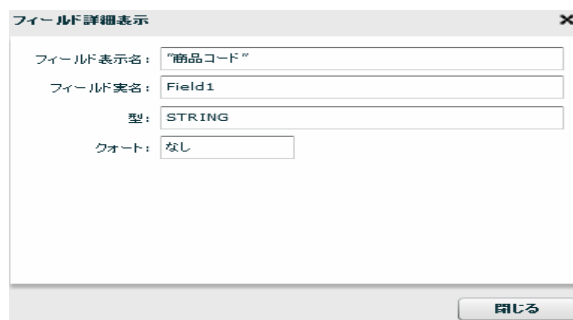 フィールド詳細表示
フィールド表示名： "商品コード"
フィールド実名： Field1
型： STRING
クォート： なし
閉じる